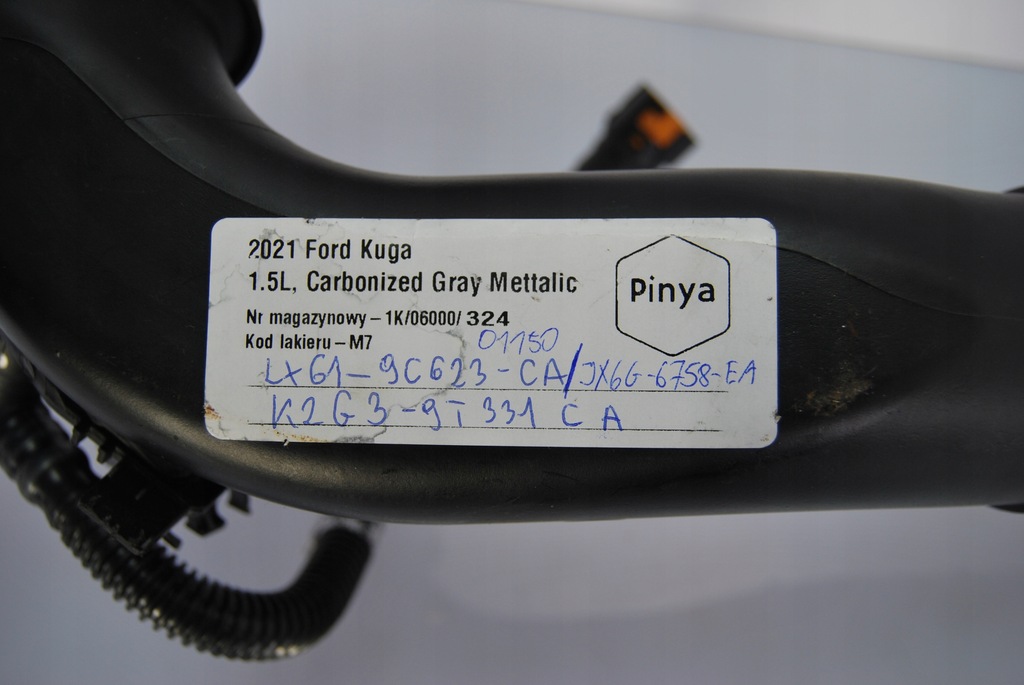 2021 Ford Kuga
1.5L, Carbonized Gray Mettalic
Pinya
Nr magazynowy – 1K/06000/ 324
Kod lakieru – M7
01150
LX61-9C623-CA/JX6G-6758-EA
K2G3-9T331 CA